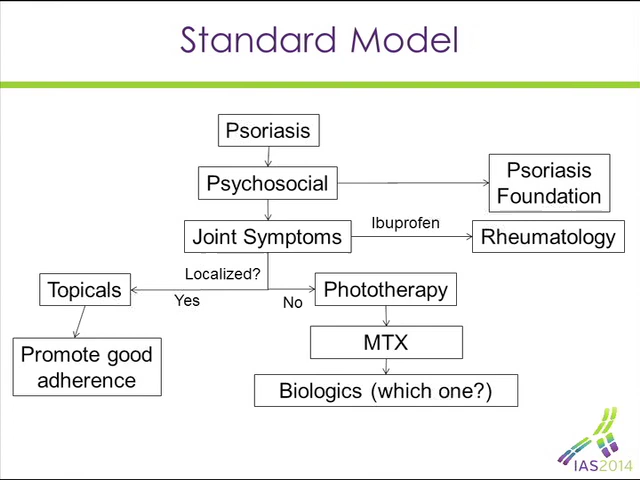 Standard Model
Psoriasis
Psychosocial
Psoriasis
Foundation
Joint Symptoms
Ibuprofen
Rheumatology
Localized?
Topicals
Yes
No
Phototherapy
Promote good
adherence
MTX
Biologics (which one?)
IAS2014